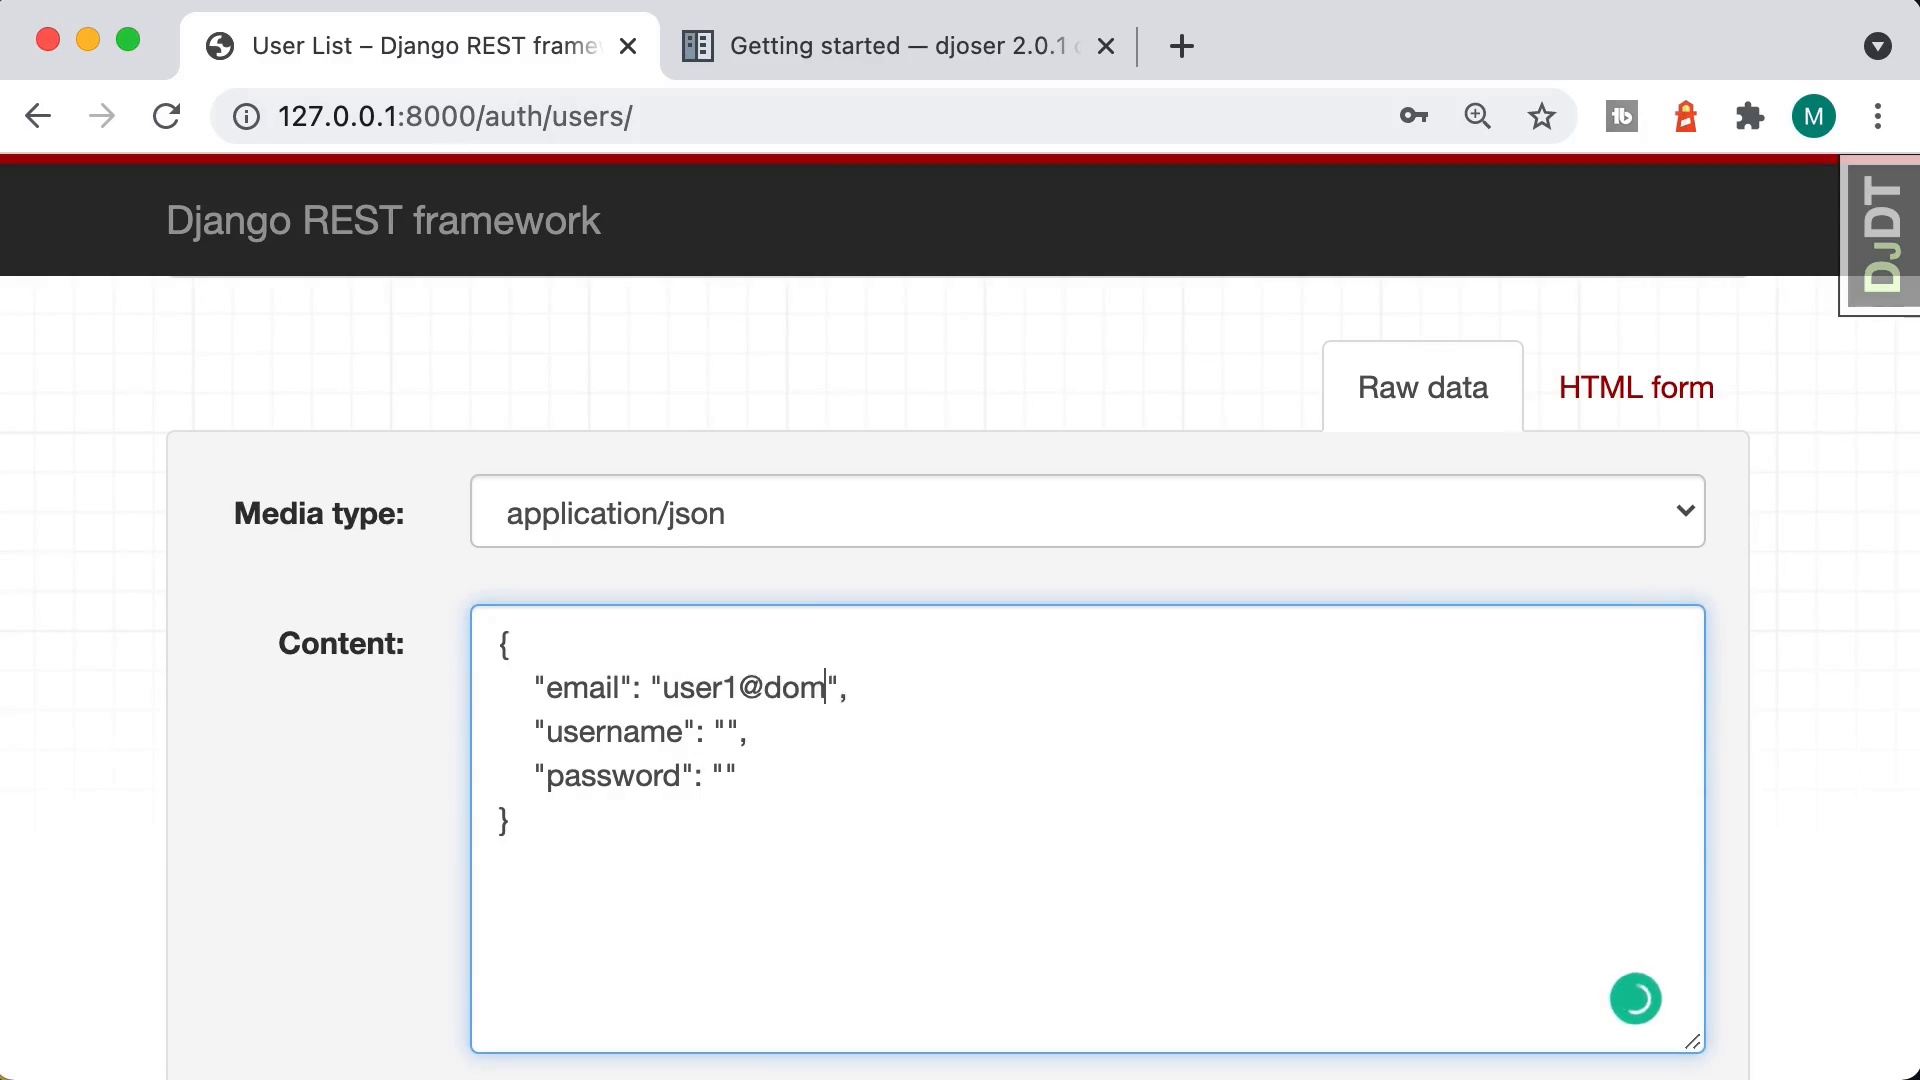 User List – Django REST frame
Getting started — djoser 2.0.1
127.0.0.1:8000/auth/users/
tb
M
Django REST framework
DJDT
Raw data
HTML form
Media type:
application/json
Content:
{
"email": "user1@dom",
"username": "",
"password": ""
}